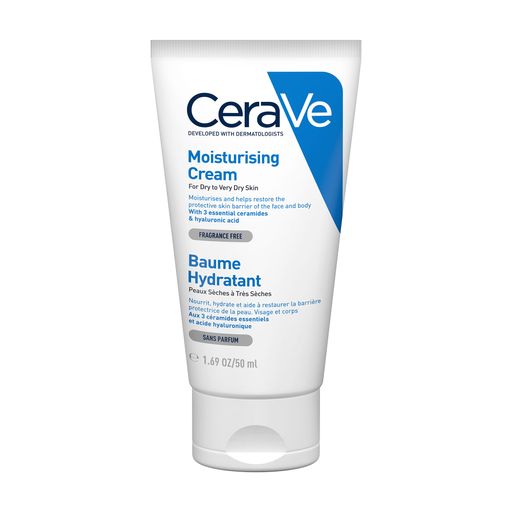 CeraVe
DEVELOPED WITH DERMATOLOGISTS
Moisturising
Cream
For Dry to Very Dry Skin
Moisturises and helps restore the
protective skin barrier of the face and body
With 3 essential ceramides
& hyaluronic acid
FRAGRANCE FREE
Baume
Hydratant
Peaux Sèches à Très Sèches
Nourrit, hydrate et aide à restaurer la barrière
protectrice de la peau. Visage et corps
Aux 3 céramides essentiels
et acide hyaluronique
SANS PARFUM
℮ 1.69 OZ/50 ml